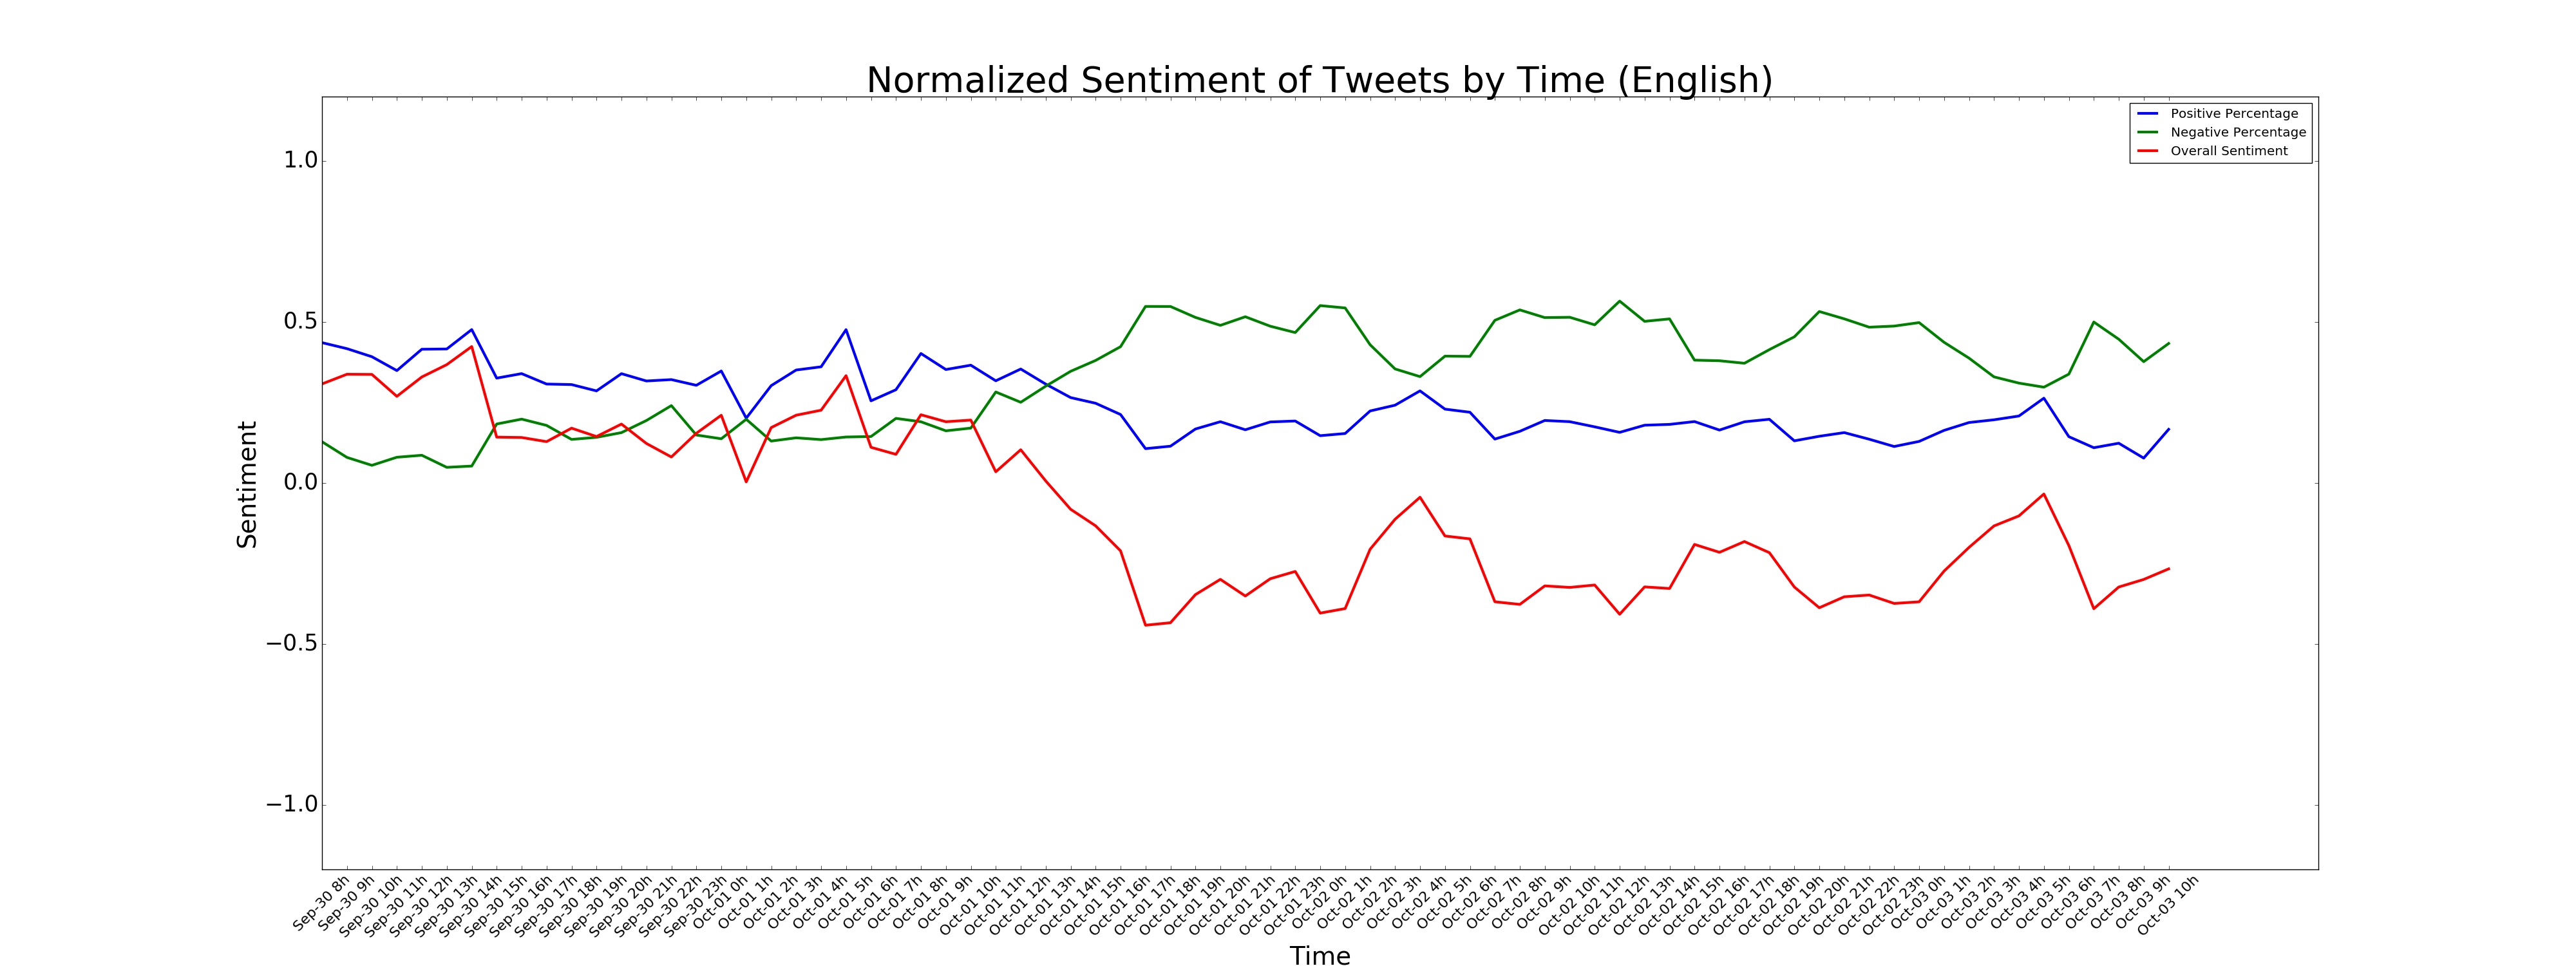 Normalized Sentiment of Tweets by Time (English)
Positive Percentage
Negative Percentage
Overall Sentiment
1.0
0.5
0.0
−0.5
−1.0
Sentiment
Sep-30 8h
Sep-30 9h
Sep-30 10h
Sep-30 11h
Sep-30 12h
Sep-30 13h
Sep-30 14h
Sep-30 15h
Sep-30 16h
Sep-30 17h
Sep-30 18h
Sep-30 19h
Sep-30 20h
Sep-30 21h
Sep-30 22h
Sep-30 23h
Oct-01 0h
Oct-01 1h
Oct-01 2h
Oct-01 3h
Oct-01 4h
Oct-01 5h
Oct-01 6h
Oct-01 7h
Oct-01 8h
Oct-01 9h
Oct-01 10h
Oct-01 11h
Oct-01 12h
Oct-01 13h
Oct-01 14h
Oct-01 15h
Oct-01 16h
Oct-01 17h
Oct-01 18h
Oct-01 19h
Oct-01 20h
Oct-01 21h
Oct-01 22h
Oct-01 23h
Oct-02 0h
Oct-02 1h
Oct-02 2h
Oct-02 3h
Oct-02 4h
Oct-02 5h
Oct-02 6h
Oct-02 7h
Oct-02 8h
Oct-02 9h
Oct-02 10h
Oct-02 11h
Oct-02 12h
Oct-02 13h
Oct-02 14h
Oct-02 15h
Oct-02 16h
Oct-02 17h
Oct-02 18h
Oct-02 19h
Oct-02 20h
Oct-02 21h
Oct-02 22h
Oct-02 23h
Oct-03 0h
Oct-03 1h
Oct-03 2h
Oct-03 3h
Oct-03 4h
Oct-03 5h
Oct-03 6h
Oct-03 7h
Oct-03 8h
Oct-03 9h
Oct-03 10h
Time